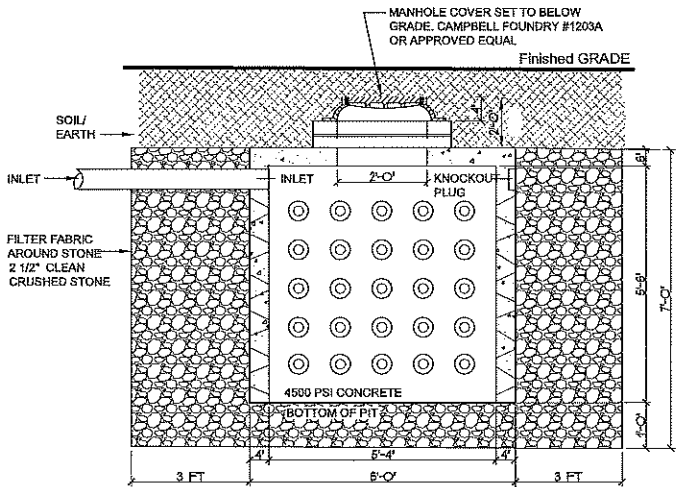 MANHOLE COVER SET TO BELOW
GRADE. CAMPBELL FOUNDRY #1203A
OR APPROVED EQUAL
Finished GRADE
SOIL/
EARTH
4"
2'-0"
INLET
INLET
2'-0"
KNOCKOUT
PLUG
6"
FILTER FABRIC
AROUND STONE
2 1/2" CLEAN
CRUSHED STONE
5'-6"
7'-0"
4500 PSI CONCRETE
BOTTOM OF PIT
1'-0"
4"
5'-4"
4"
3 FT
6'-0"
3 FT